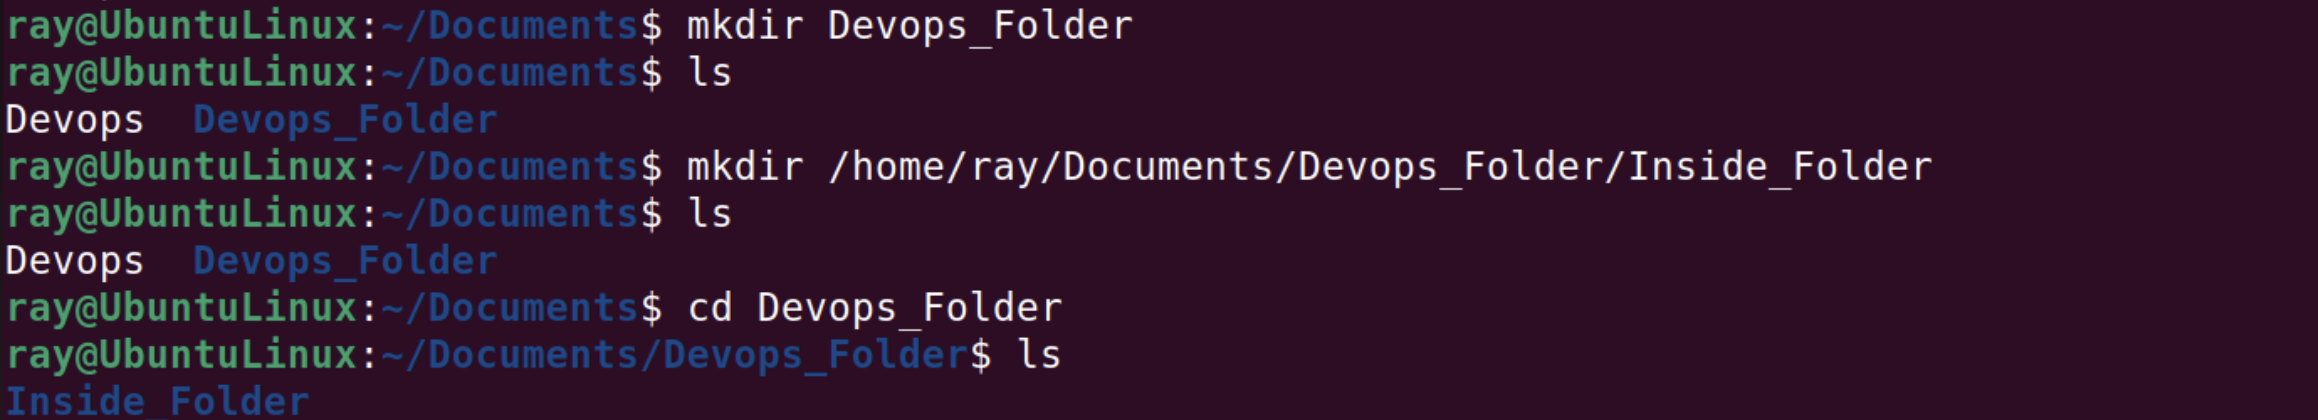 ray@UbuntuLinux:~/Documents$ mkdir Devops_Folder
ray@UbuntuLinux:~/Documents$ ls
Devops  Devops_Folder
ray@UbuntuLinux:~/Documents$ mkdir /home/ray/Documents/Devops_Folder/Inside_Folder
ray@UbuntuLinux:~/Documents$ ls
Devops  Devops_Folder
ray@UbuntuLinux:~/Documents$ cd Devops_Folder
ray@UbuntuLinux:~/Documents/Devops_Folder$ ls
Inside_Folder